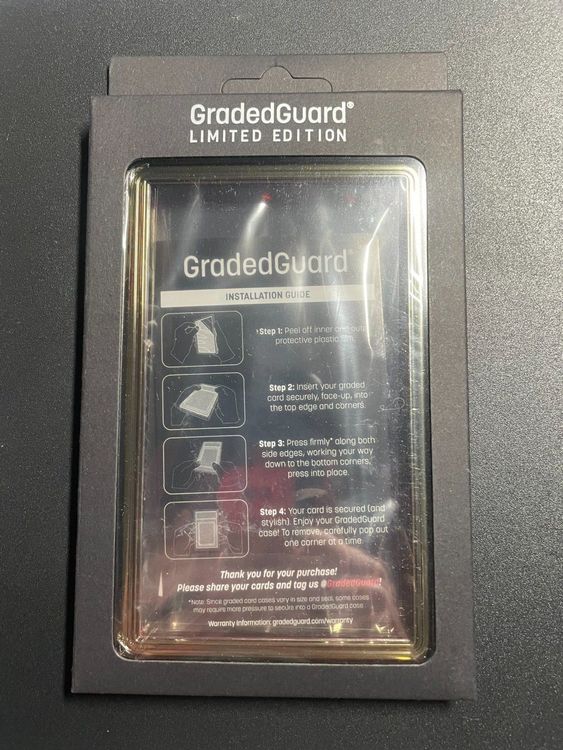 GradedGuard®
LIMITED EDITION
GradedGuard
INSTALLATION GUIDE
Step 1: Peel off inner and outer
protective plastic film.
Step 2: Insert your graded
card securely, face-up, into
the top edge and corners.
Step 3: Press firmly* along both
side edges, working your way
down to the bottom corners,
press into place.
Step 4: Your card is secured (and
stylish). Enjoy your GradedGuard
case! To remove, carefully pop out
one corner at a time.
Thank you for your purchase!
Please share your cards and tag us @GradedGuard!
*Note: Since graded card cases vary in size and seal, some cases
may require more pressure to secure into a GradedGuard case
Warranty information: gradedguard.com/warranty